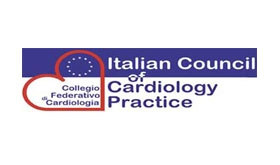 Italian Council
of
Cardiology
Practice
Collegio
Federativo
di
Cardiologia